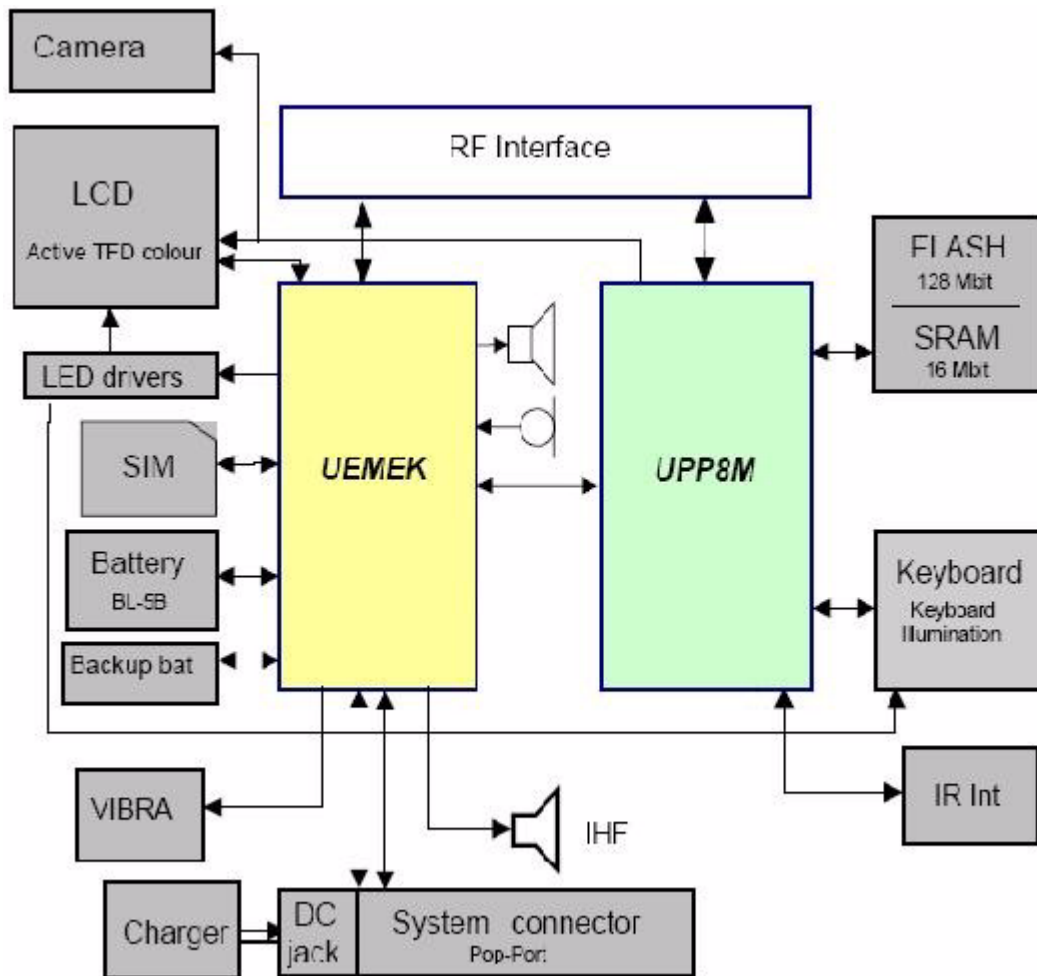 Camera
RF Interface
LCD
Active TFD colour
FLASH
128 Mbit
SRAM
16 Mbit
LED drivers
SIM
UEMEK
UPP8M
Battery
BL-5B
Keyboard
Keyboard
Illumination
Backup bat
VIBRA
IR Int
IHF
Charger
DC
jack
System connector
Pop-Port